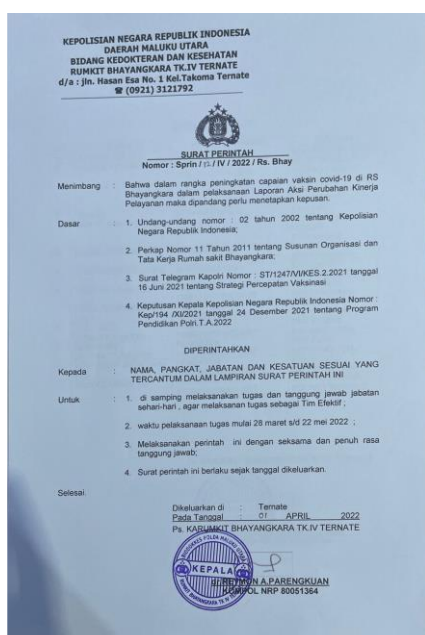 KEPOLISIAN NEGARA REPUBLIK INDONESIA
DAERAH MALUKU UTARA
BIDANG KEDOKTERAN DAN KESEHATAN
RUMKIT BHAYANGKARA TK.IV TERNATE
d/a : jln. Hasan Esa No. 1 Kel.Takoma Ternate
☎ (0921) 3121792
SURAT PERINTAH
Nomor : Sprin / / IV / 2022 / Rs. Bhay
Menimbang : Bahwa dalam rangka peningkatan capaian vaksin covid-19 di RS
Bhayangkara dalam pelaksanaan Laporan Aksi Perubahan Kinerja
Pelayanan maka dipandang perlu menetapkan kepusan.
Dasar : 1. Undang-undang nomor : 02 tahun 2002 tentang Kepolisian
Negara Republik Indonesia;
2. Perkap Nomor 11 Tahun 2011 tentang Susunan Organisasi dan
Tata Kerja Rumah sakit Bhayangkara;
3. Surat Telegram Kapolri Nomor : ST/1247/VI/KES.2.2021 tanggal
16 Juni 2021 tentang Strategi Percepatan Vaksinasi
4. Keputusan Kepala Kepolisian Negara Republik Indonesia Nomor :
Kep/194 /XI/2021 tanggal 24 Desember 2021 tentang Program
Pendidikan Polri.T.A.2022
DIPERINTAHKAN
Kepada : NAMA, PANGKAT, JABATAN DAN KESATUAN SESUAI YANG
TERCANTUM DALAM LAMPIRAN SURAT PERINTAH INI
Untuk : 1. di samping melaksanakan tugas dan tanggung jawab jabatan
sehari-hari , agar melaksanan tugas sebagai Tim Efektif ;
2. waktu pelaksanaan tugas mulai 28 maret s/d 22 mei 2022 ;
3. Melaksanakan perintah ini dengan seksama dan penuh rasa
tanggung jawab;
4. Surat perintah ini berlaku sejak tanggal dikeluarkan.
Selesai.
Dikeluarkan di : Ternate
Pada Tanggal : 01 APRIL 2022
Ps. KARUMKIT BHAYANGKARA TK.IV TERNATE
KEPALA
dr.REYMON A.PARENGKUAN
KOMPOL NRP 80051364